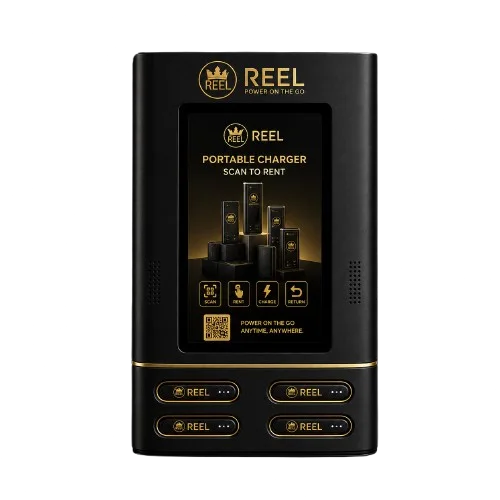 REEL
REEL
POWER ON THE GO
REEL
REEL
PORTABLE CHARGER
SCAN TO RENT
SCAN
RENT
CHARGE
RETURN
POWER ON THE GO
ANYTIME, ANYWHERE.
REEL
REEL
REEL
REEL